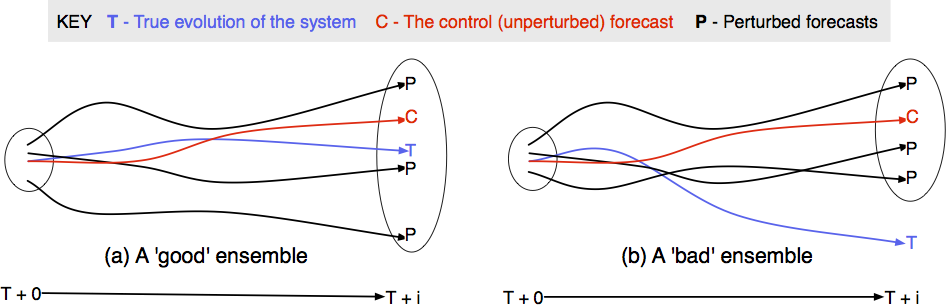 KEY T - True evolution of the system C - The control (unperturbed) forecast P - Perturbed forecasts
P
C
T
P
P
(a) A 'good' ensemble
T + 0 T + i
P
C
P
P
T
(b) A 'bad' ensemble
T + 0 T + i